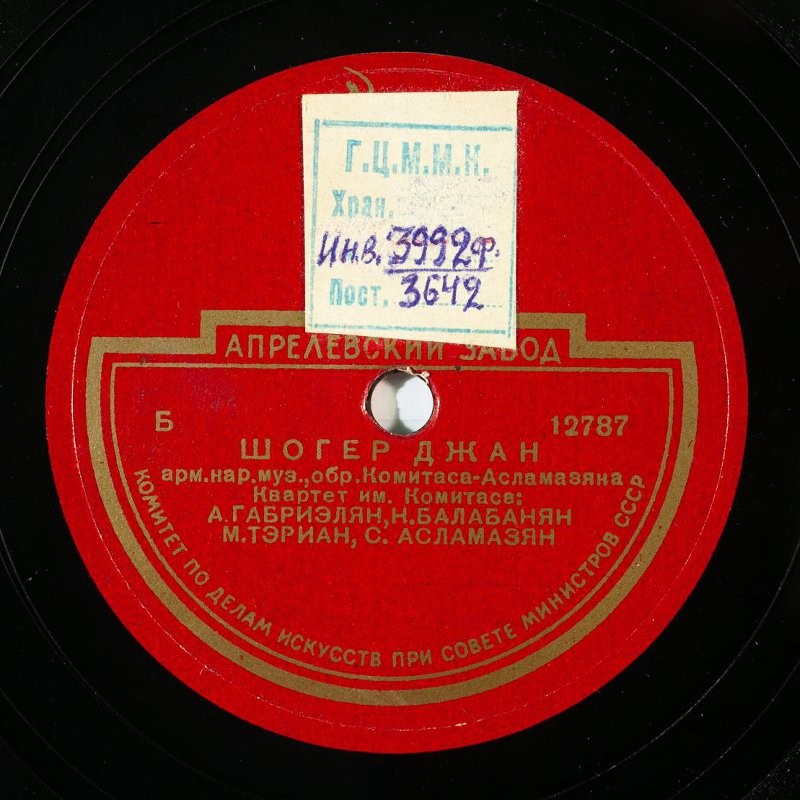 Г.Ц.М.М.К.
Хран.
Инв. 3992ф.
Пост. 3642
АПРЕЛЕВСКИЙ ЗАВОД
Б 12787
ШОГЕР ДЖАН
арм.нар.муз.,обр.Комитаса-Асламазяна
Квартет им. Комитаса:
А.ГАБРИЭЛЯН,Н.БАЛАБАНЯН
М.ТЭРИАН, С. АСЛАМАЗЯН
КОМИТЕТ ПО ДЕЛАМ ИСКУССТВ ПРИ СОВЕТЕ МИНИСТРОВ СССР